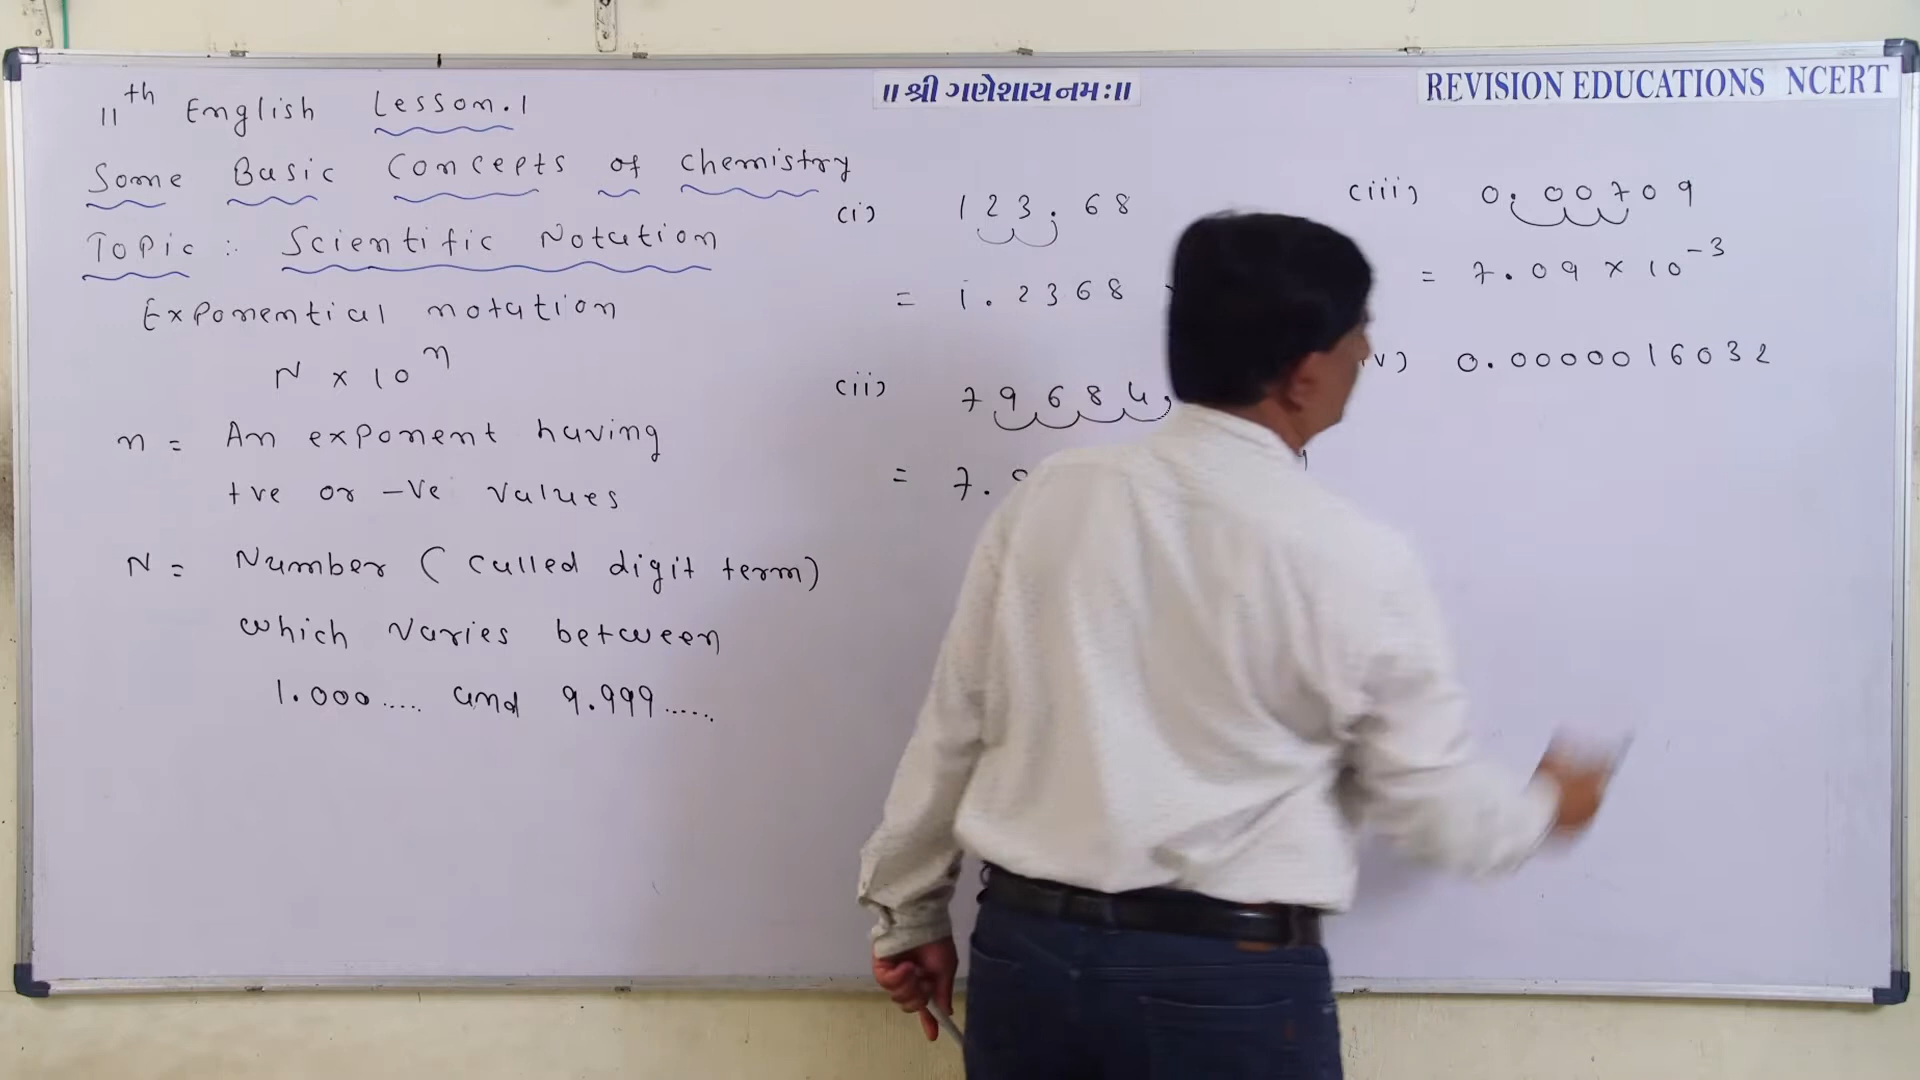 ॥ શ્રી ગણેશાય નમઃ॥
REVISION EDUCATIONS NCERT
11th English Lesson.1
Some Basic Concepts of Chemistry
Topic : Scientific Notation
Exponential notation
N × 10^n
n = An exponent having
+ve or -ve values
N = Number (called digit term)
which varies between
1.000..... and 9.999......
(i) 123.68
= 1.2368
(ii) 79684.
= 7.
(iii) 0.00709
= 7.09 × 10^-3
v) 0.0000016032